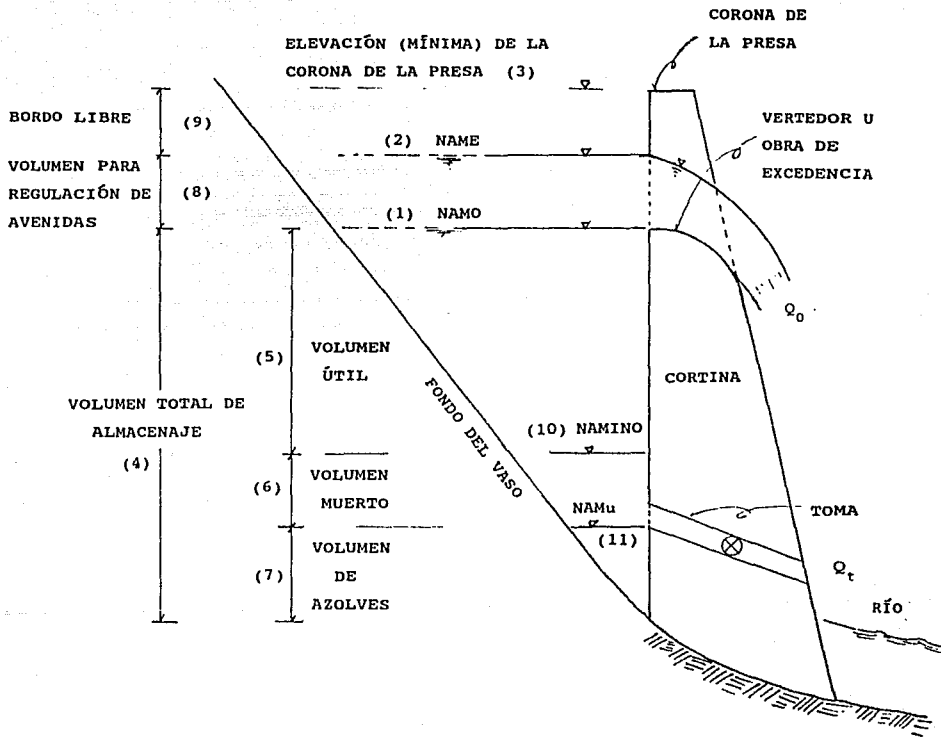 CORONA DE
LA PRESA
ELEVACIÓN (MÍNIMA) DE LA
CORONA DE LA PRESA (3)
BORDO LIBRE
(9)
VERTEDOR U
OBRA DE
EXCEDENCIA
(2) NAME
VOLUMEN PARA
REGULACIÓN DE
AVENIDAS
(8)
(1) NAMO
Q0
(5)
VOLUMEN
ÚTIL
CORTINA
FONDO DEL VASO
VOLUMEN TOTAL DE
ALMACENAJE
(4)
(10) NAMINO
(6)
VOLUMEN
MUERTO
NAMu
(11)
TOMA
(7)
VOLUMEN
DE
AZOLVES
Qt
RÍO